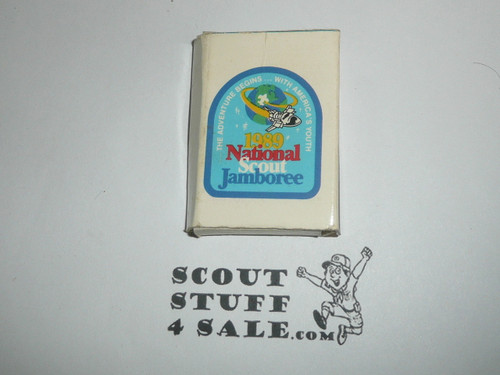 THE ADVENTURE BEGINS... WITH AMERICA'S YOUTH
1989
National
Scout
Jamboree
SCOUT
STUFF
4 SALE.com